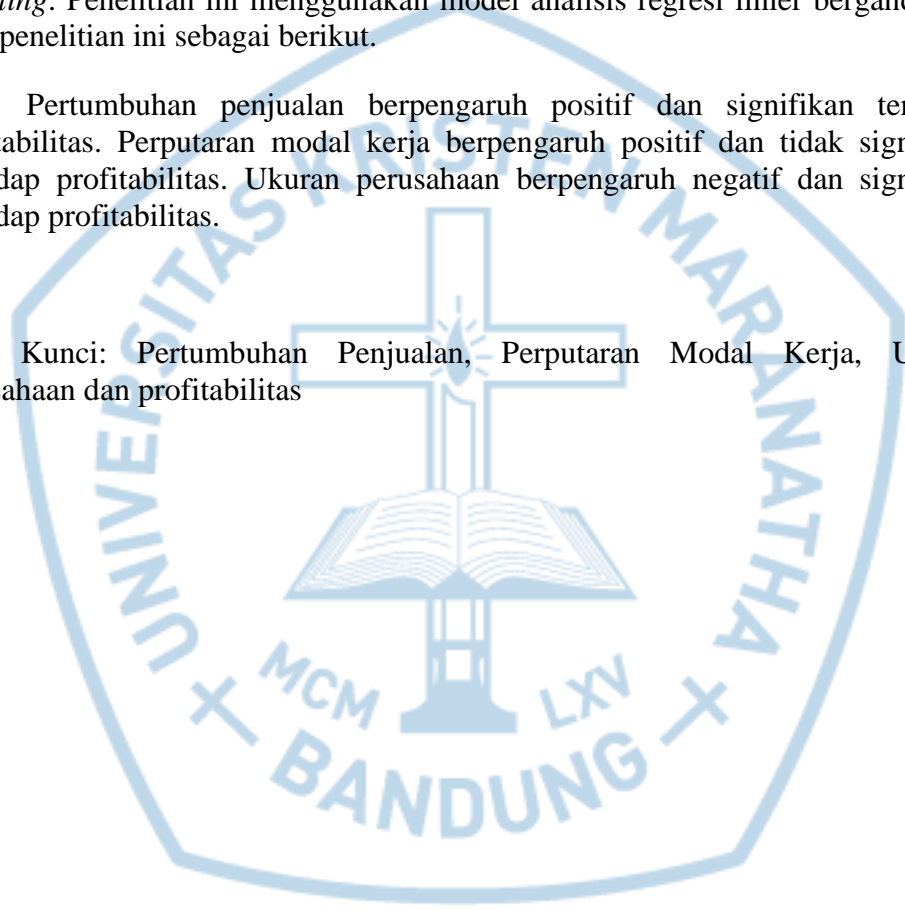 ting. Penelitian ini menggunakan model analisis regresi linier bergand
penelitian ini sebagai berikut.
Pertumbuhan penjualan berpengaruh positif dan signifikan ter
tabilitas. Perputaran modal kerja berpengaruh positif dan tidak sign
dap profitabilitas. Ukuran perusahaan berpengaruh negatif dan sign
dap profitabilitas.
Kunci: Pertumbuhan Penjualan, Perputaran Modal Kerja, U
ahaan dan profitabilitas
UNIVERSITAS KRISTEN MARANATHA
MCM LXV
BANDUNG